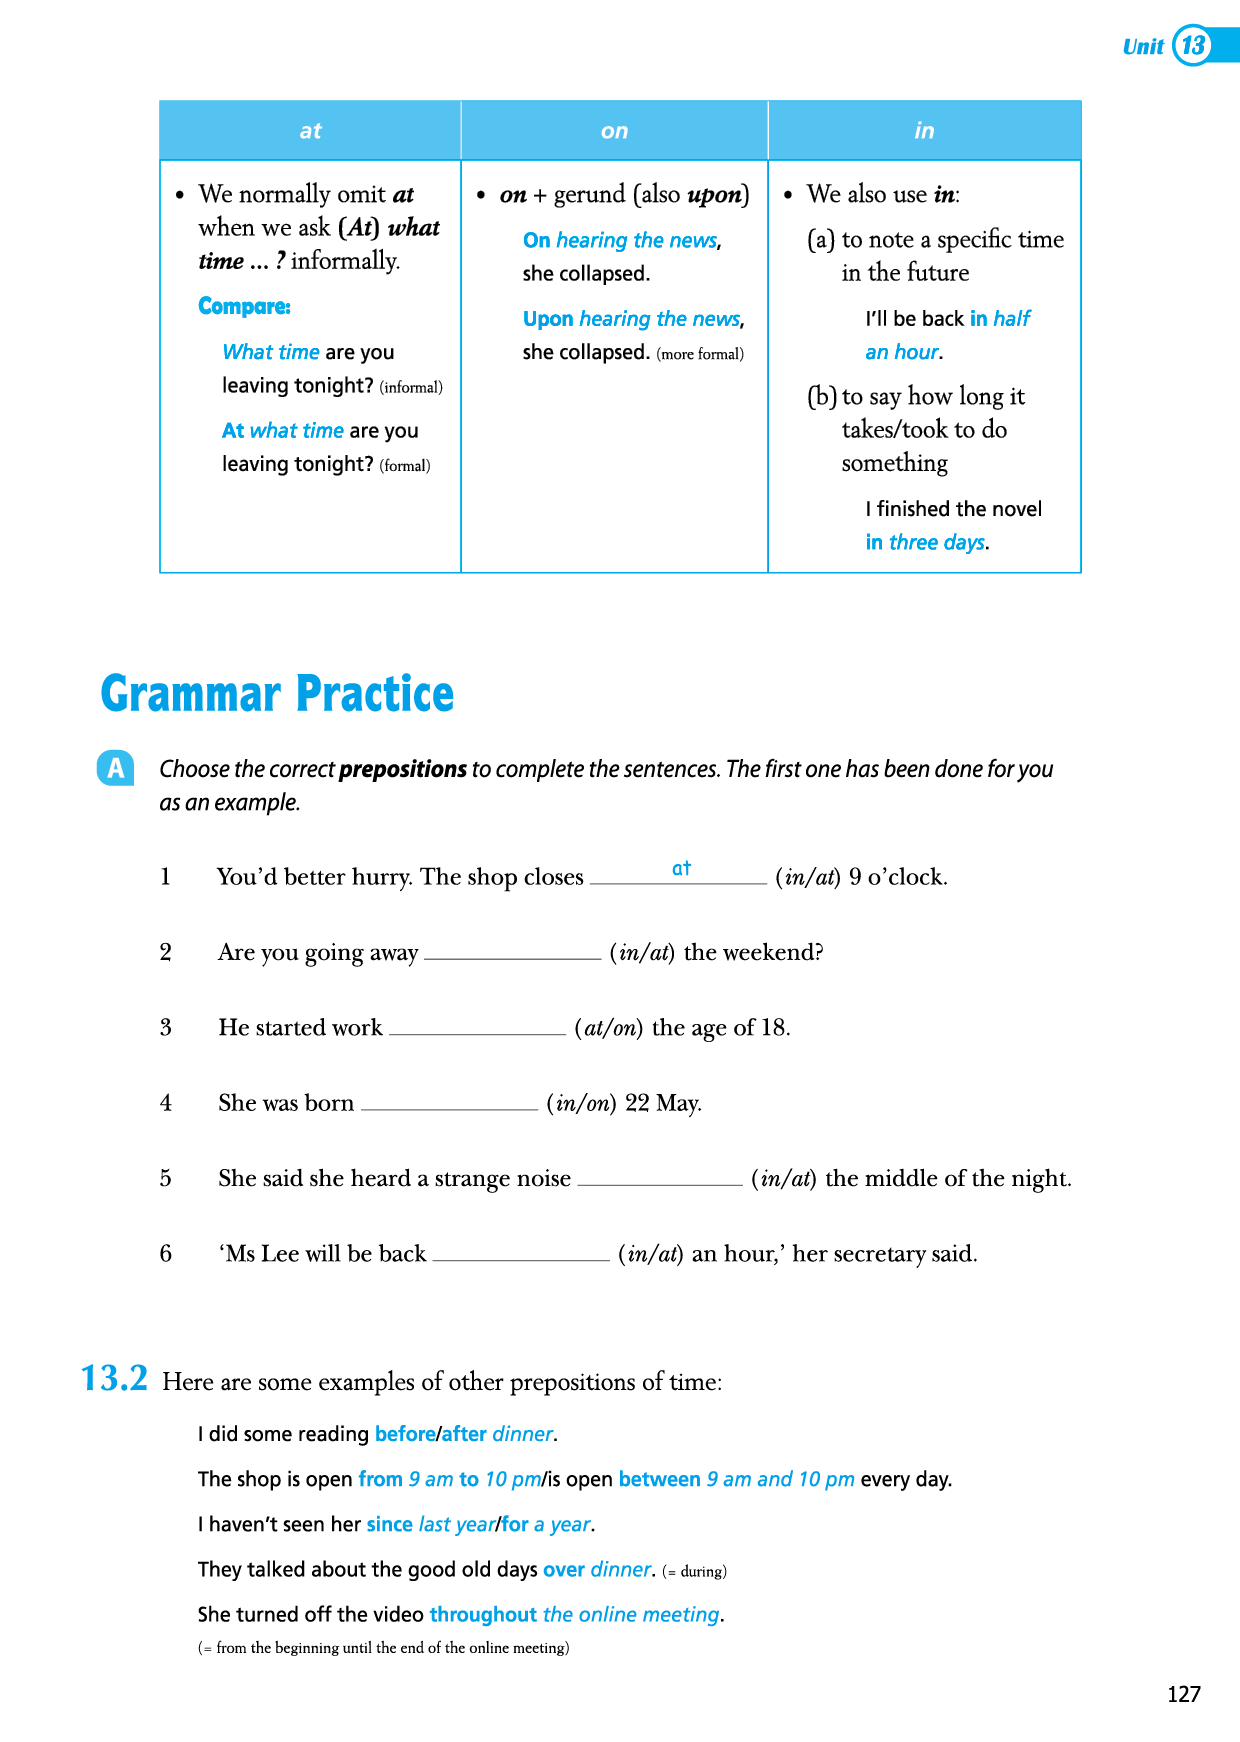 Unit 13
at
on
in
• We normally omit at
when we ask (At) what
time ... ? informally.
Compare:
What time are you
leaving tonight? (informal)
At what time are you
leaving tonight? (formal)
• on + gerund (also upon)
On hearing the news,
she collapsed.
Upon hearing the news,
she collapsed. (more formal)
• We also use in:
(a) to note a specific time
in the future
I'll be back in half
an hour.
(b) to say how long it
takes/took to do
something
I finished the novel
in three days.
Grammar Practice
A Choose the correct prepositions to complete the sentences. The first one has been done for you
as an example.
1 You'd better hurry. The shop closes at (in/at) 9 o'clock.
2 Are you going away ____________ (in/at) the weekend?
3 He started work ____________ (at/on) the age of 18.
4 She was born ____________ (in/on) 22 May.
5 She said she heard a strange noise ____________ (in/at) the middle of the night.
6 'Ms Lee will be back ____________ (in/at) an hour,' her secretary said.
13.2 Here are some examples of other prepositions of time:
I did some reading before/after dinner.
The shop is open from 9 am to 10 pm/is open between 9 am and 10 pm every day.
I haven't seen her since last year/for a year.
They talked about the good old days over dinner. (= during)
She turned off the video throughout the online meeting.
(= from the beginning until the end of the online meeting)
127